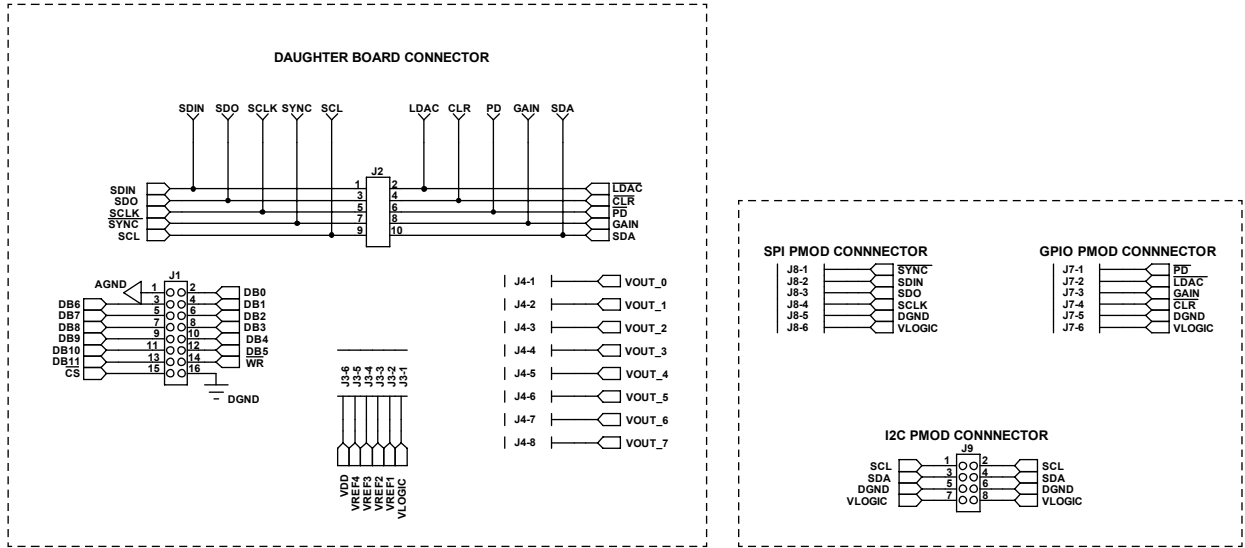 DAUGHTER BOARD CONNECTOR
SDIN SDO SCLK SYNC SCL LDAC CLR PD GAIN SDA
J2
SDIN 1 2 LDAC
SDO 3 4 CLR
SCLK 5 6 PD
SYNC 7 8 GAIN
SCL 9 10 SDA
J1
AGND 1 2 DB0
DB6 3 4 DB1
DB7 5 6 DB2
DB8 7 8 DB3
DB9 9 10 DB4
DB10 11 12 DB5
DB11 13 14 WR
CS 15 16
DGND
J3-6 J3-5 J3-4 J3-3 J3-2 J3-1
VDD VREF4 VREF3 VREF2 VREF1 VLOGIC
J4-1 VOUT_0
J4-2 VOUT_1
J4-3 VOUT_2
J4-4 VOUT_3
J4-5 VOUT_4
J4-6 VOUT_5
J4-7 VOUT_6
J4-8 VOUT_7
SPI PMOD CONNNECTOR
J8-1 SYNC
J8-2 SDIN
J8-3 SDO
J8-4 SCLK
J8-5 DGND
J8-6 VLOGIC
GPIO PMOD CONNNECTOR
J7-1 PD
J7-2 LDAC
J7-3 GAIN
J7-4 CLR
J7-5 DGND
J7-6 VLOGIC
I2C PMOD CONNNECTOR
J9
SCL 1 2 SCL
SDA 3 4 SDA
DGND 5 6 DGND
VLOGIC 7 8 VLOGIC